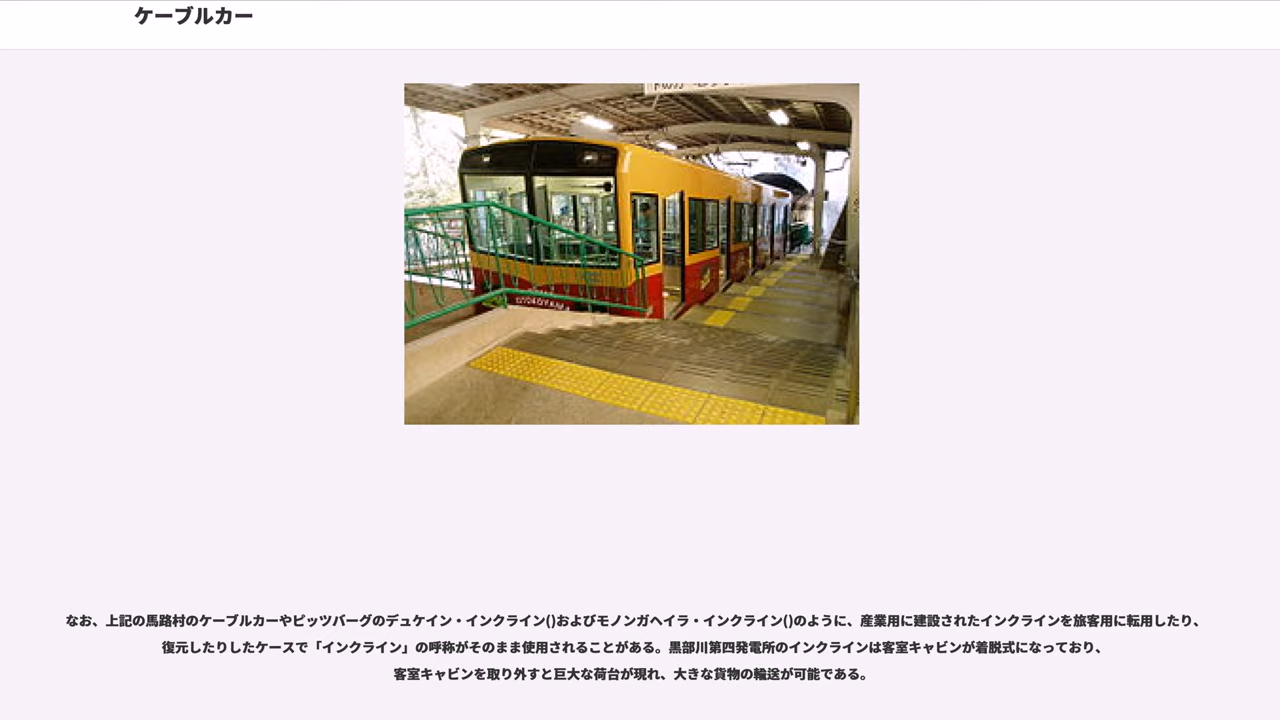 ケーブルカー
なお、上記の馬路村のケーブルカーやピッツバーグのデュケイン・インクライン()およびモノンガヘイラ・インクライン()のように、産業用に建設されたインクラインを旅客用に転用したり、
復元したりしたケースで「インクライン」の呼称がそのまま使用されることがある。黒部川第四発電所のインクラインは客室キャビンが着脱式になっており、
客室キャビンを取り外すと巨大な荷台が現れ、大きな貨物の輸送が可能である。